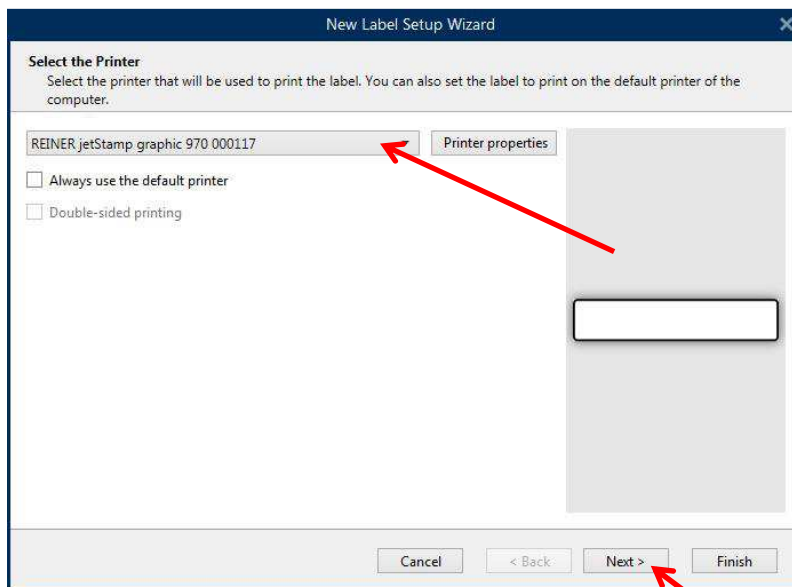 New Label Setup Wizard
Select the Printer
Select the printer that will be used to print the label. You can also set the label to print on the default printer of the
computer.
REINER jetStamp graphic 970 000117
Printer properties
Always use the default printer
Double-sided printing
Cancel
< Back
Next >
Finish